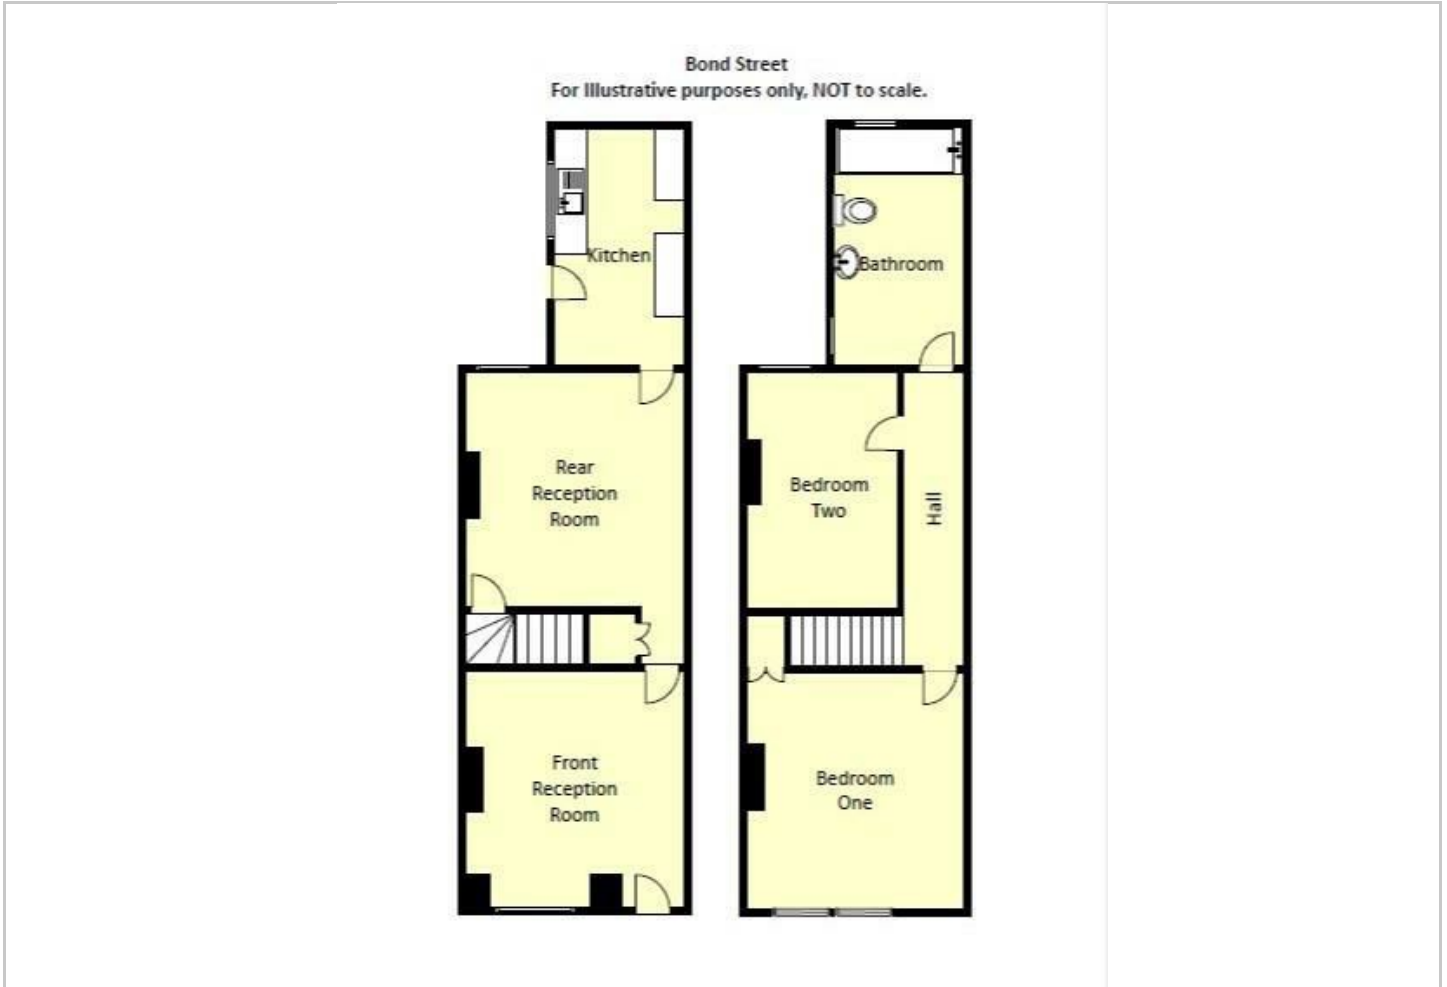 Bond Street
For Illustrative purposes only, NOT to scale.
Kitchen
Bathroom
Rear
Reception
Room
Bedroom
Two
Hall
Front
Reception
Room
Bedroom
One